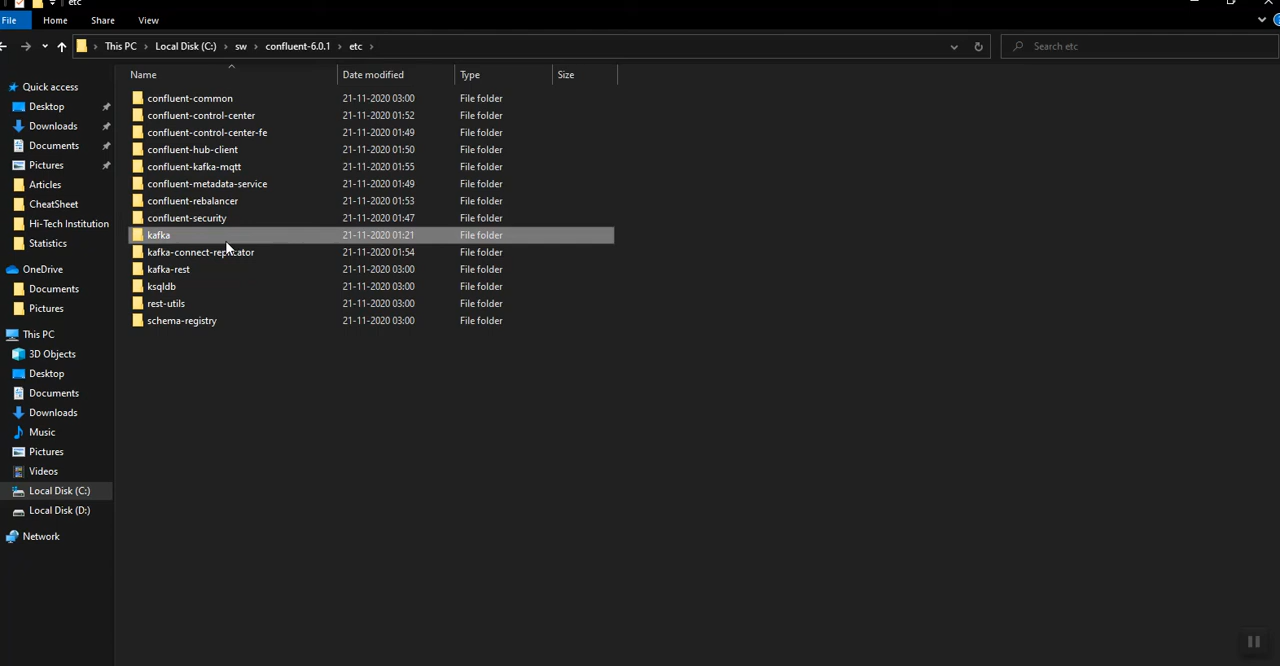 etc
File Home Share View
This PC › Local Disk (C:) › sw › confluent-6.0.1 › etc › Search etc
Name Date modified Type Size
Quick access
Desktop
Downloads
Documents
Pictures
Articles
CheatSheet
Hi-Tech Institution
Statistics
OneDrive
Documents
Pictures
This PC
3D Objects
Desktop
Documents
Downloads
Music
Pictures
Videos
Local Disk (C:)
Local Disk (D:)
Network
confluent-common 21-11-2020 03:00 File folder
confluent-control-center 21-11-2020 01:52 File folder
confluent-control-center-fe 21-11-2020 01:49 File folder
confluent-hub-client 21-11-2020 01:50 File folder
confluent-kafka-mqtt 21-11-2020 01:55 File folder
confluent-metadata-service 21-11-2020 01:49 File folder
confluent-rebalancer 21-11-2020 01:53 File folder
confluent-security 21-11-2020 01:47 File folder
kafka 21-11-2020 01:21 File folder
kafka-connect-replicator 21-11-2020 01:54 File folder
kafka-rest 21-11-2020 03:00 File folder
ksqldb 21-11-2020 03:00 File folder
rest-utils 21-11-2020 03:00 File folder
schema-registry 21-11-2020 03:00 File folder